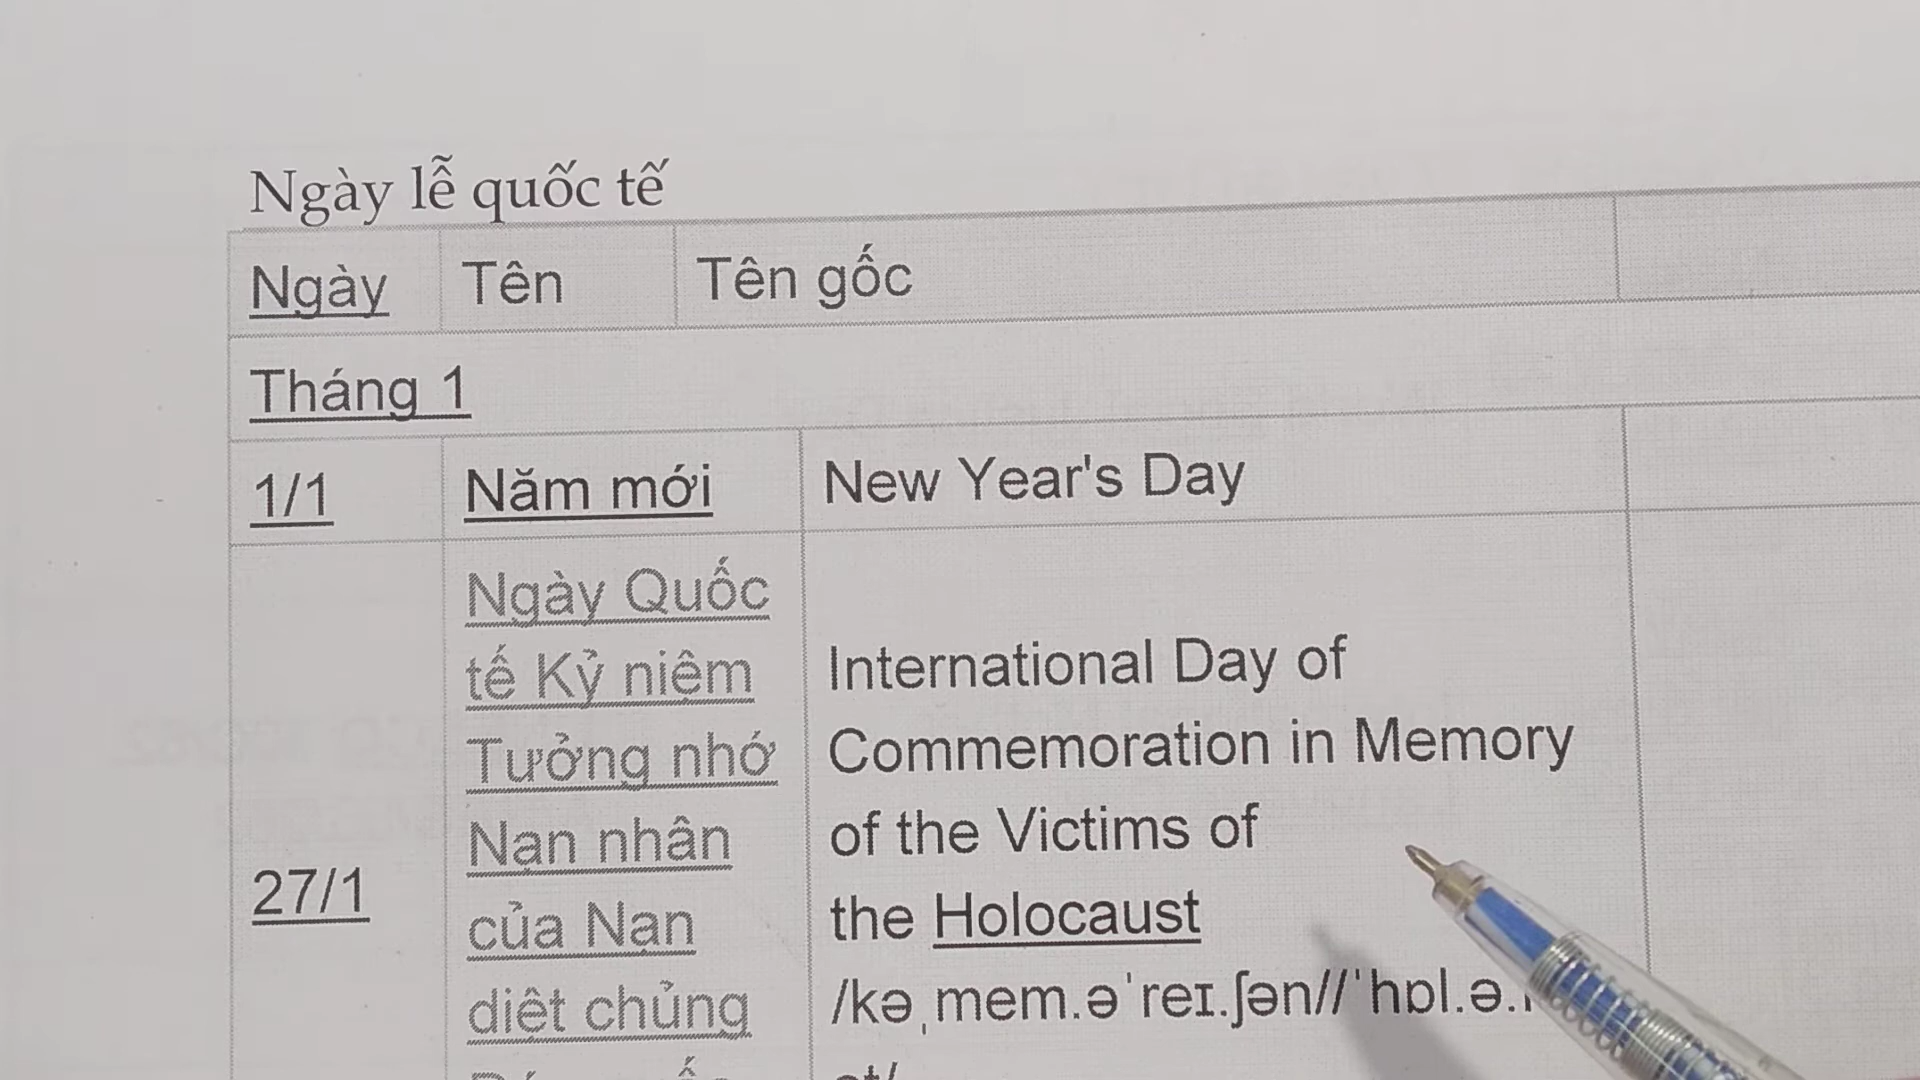 Ngày lễ quốc tế
Ngày Tên Tên gốc
Tháng 1
1/1 Năm mới New Year's Day
27/1
Ngày Quốc
tế Kỷ niệm
Tưởng nhớ
Nạn nhân
của Nạn
diệt chủng
International Day of
Commemoration in Memory
of the Victims of
the Holocaust
/kəˌmem.əˈreɪ.ʃən//ˈhɒl.ə.